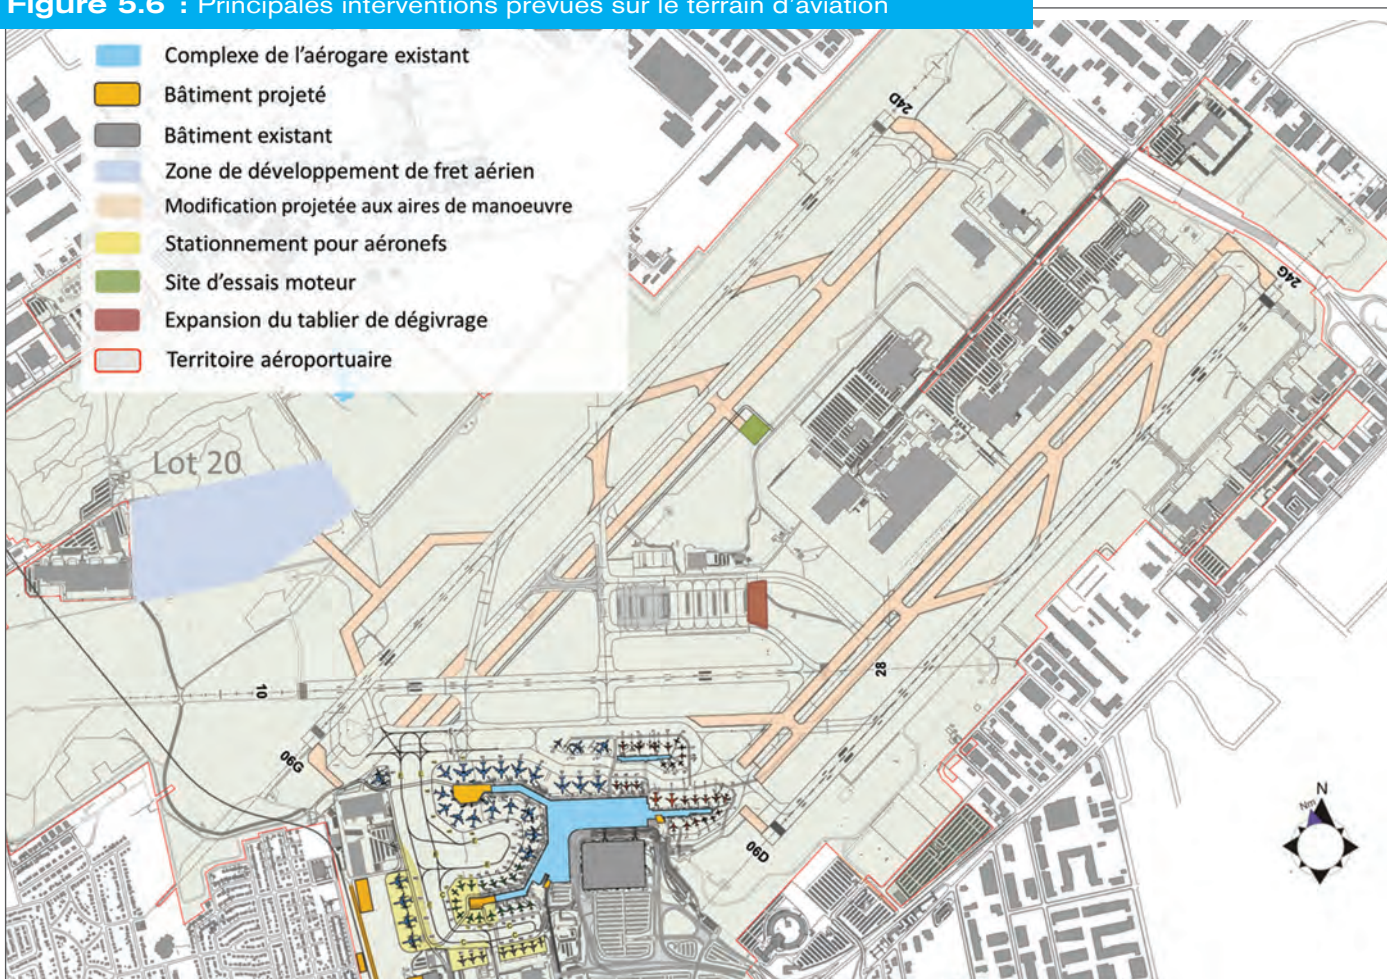 Figure 5.6 : Principales interventions prévues sur le terrain d'aviation
Complexe de l'aérogare existant
Bâtiment projeté
Bâtiment existant
Zone de développement de fret aérien
Modification projetée aux aires de manoeuvre
Stationnement pour aéronefs
Site d'essais moteur
Expansion du tablier de dégivrage
Territoire aéroportuaire
24D
24G
Lot 20
10
28
06G
06D
N
Nm